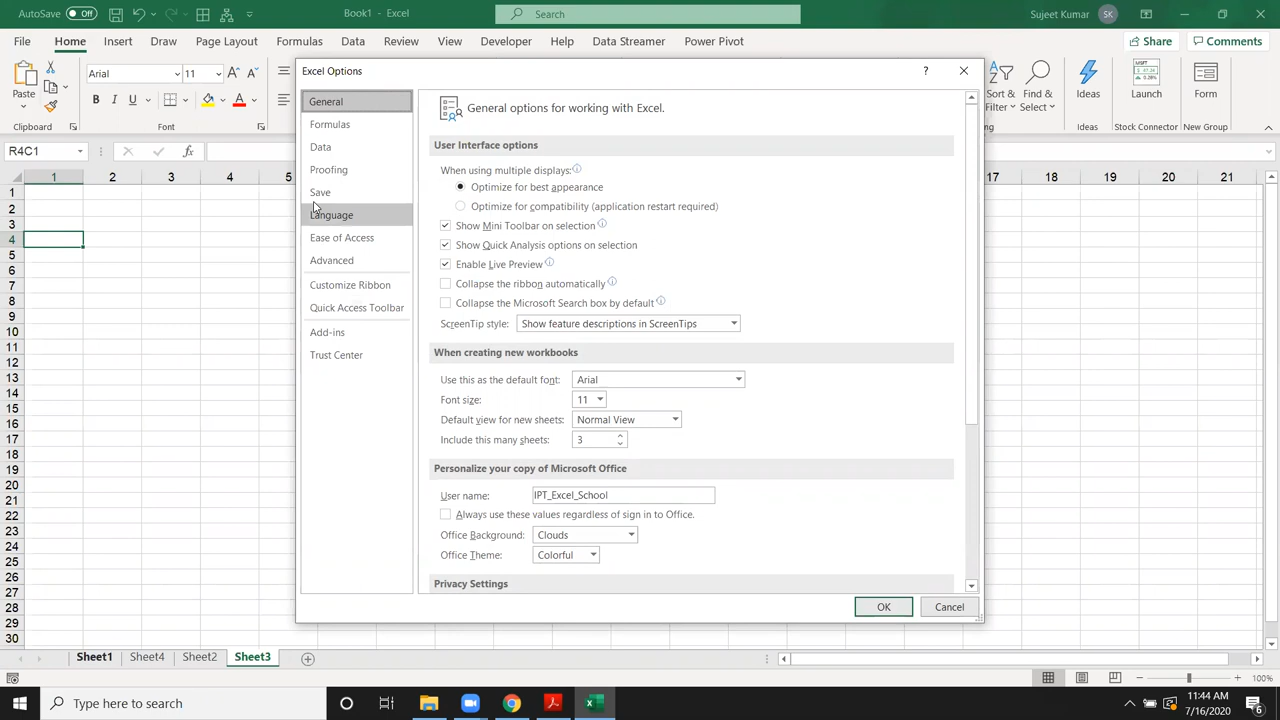 AutoSave Off Book1 - Excel Search Sujeet Kumar SK
File Home Insert Draw Page Layout Formulas Data Review View Developer Help Data Streamer Power Pivot Share Comments
Arial 11
Paste B I U A Sort & Filter Find & Select Ideas Launch Form
Clipboard Font Ideas Stock Connector New Group
R4C1 fx
1 2 3 4 5 17 18 19 20 21
1
2
3
4
5
6
7
8
9
10
11
12
13
14
15
16
17
18
19
20
21
22
23
24
25
26
27
28
29
30
Excel Options ?
General
Formulas
Data
Proofing
Save
Language
Ease of Access
Advanced
Customize Ribbon
Quick Access Toolbar
Add-ins
Trust Center
General options for working with Excel.
User Interface options
When using multiple displays:
Optimize for best appearance
Optimize for compatibility (application restart required)
Show Mini Toolbar on selection
Show Quick Analysis options on selection
Enable Live Preview
Collapse the ribbon automatically
Collapse the Microsoft Search box by default
ScreenTip style: Show feature descriptions in ScreenTips
When creating new workbooks
Use this as the default font: Arial
Font size: 11
Default view for new sheets: Normal View
Include this many sheets: 3
Personalize your copy of Microsoft Office
User name: IPT_Excel_School
Always use these values regardless of sign in to Office.
Office Background: Clouds
Office Theme: Colorful
Privacy Settings
OK Cancel
Sheet1 Sheet4 Sheet2 Sheet3
100%
Type here to search
11:44 AM
7/16/2020
6